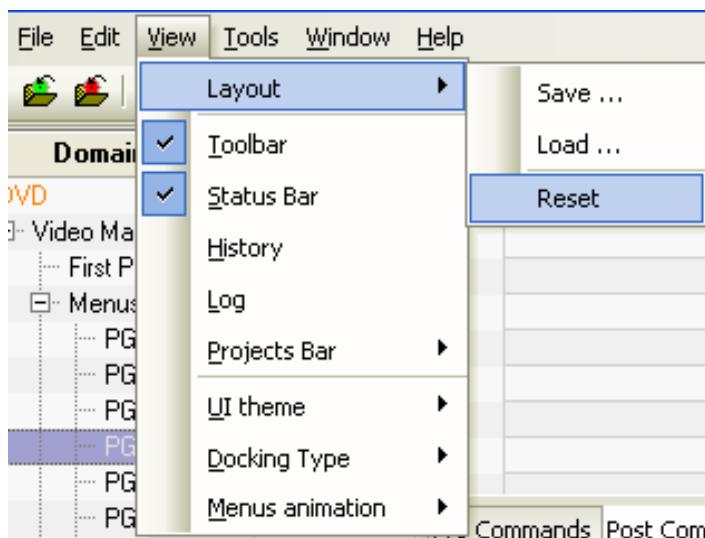 File Edit View Tools Window Help
Layout
Save ...
Load ...
Reset
Toolbar
Status Bar
History
Log
Projects Bar
UI theme
Docking Type
Menus animation
Domai
DVD
Video Ma
First P
Menus
PG
PG
PG
PG
PG
PG
Commands Post Com